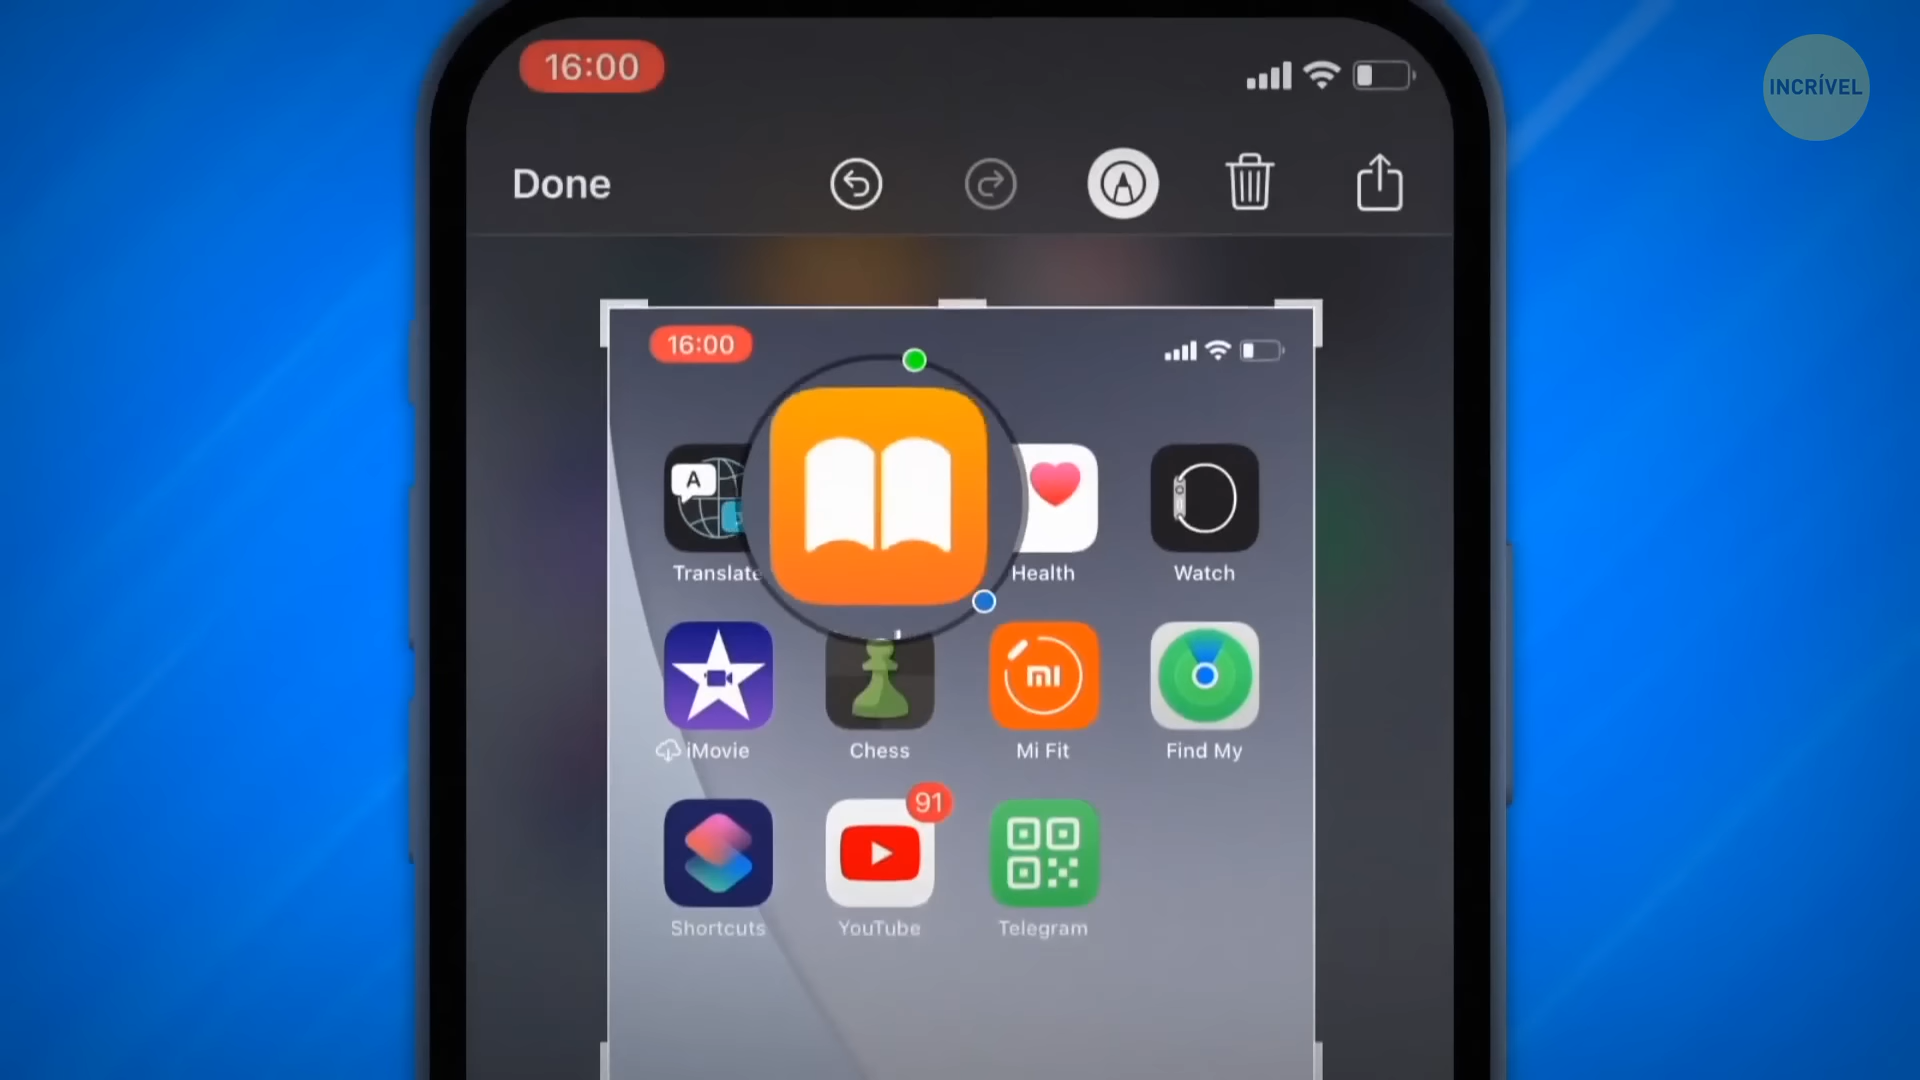 16:00
INCRÍVEL
Done
16:00
A
Translate
Health
Watch
mi
iMovie
Chess
Mi Fit
Find My
91
Shortcuts
YouTube
Telegram